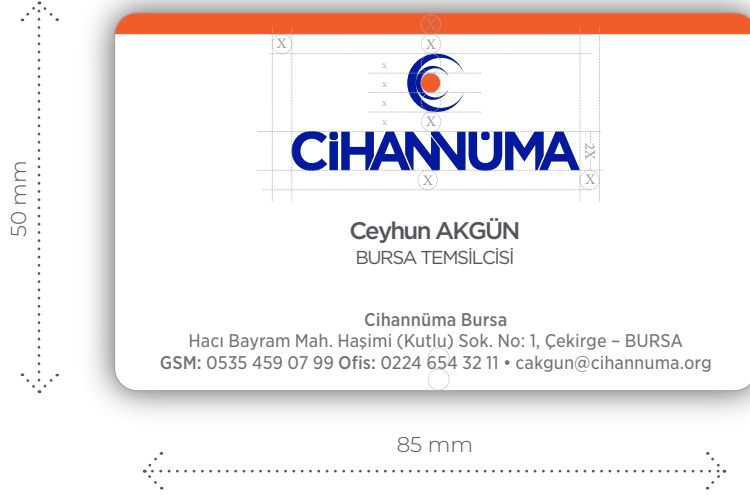 X
X
X
x
x
x
x
X
CİHANNÜMA
2X
X
X
50 mm
Ceyhun AKGÜN
BURSA TEMSİLCİSİ
Cihannüma Bursa
Hacı Bayram Mah. Haşimi (Kutlu) Sok. No: 1, Çekirge – BURSA
GSM: 0535 459 07 99 Ofis: 0224 654 32 11 • cakgun@cihannuma.org
85 mm